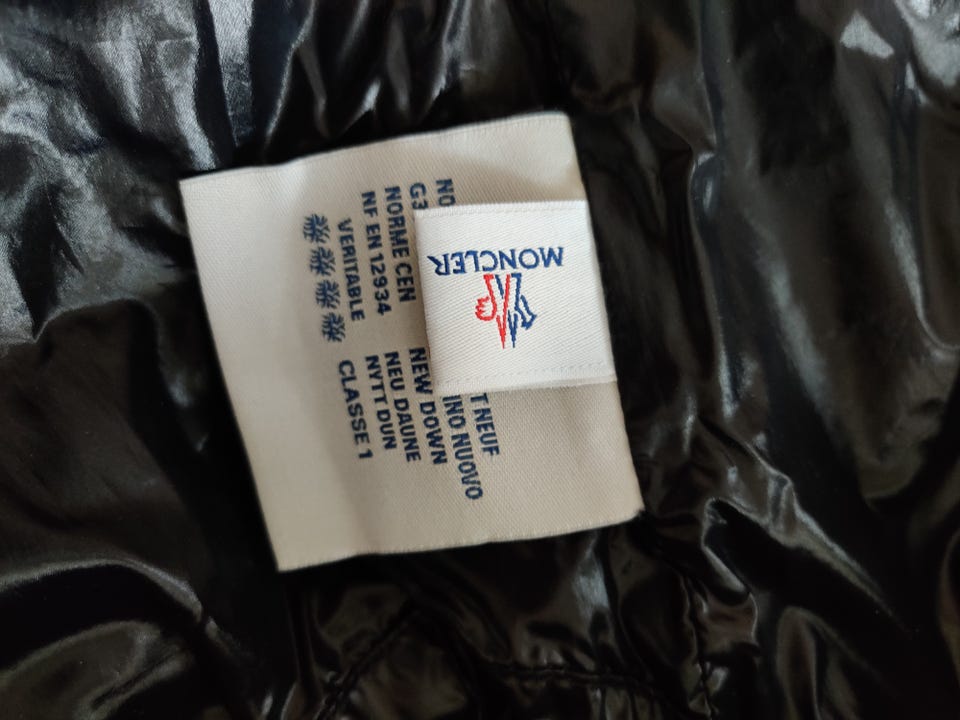 MONCLER
NEUF
NUOVO
NEW DOWN
NORME CEN
NEU DAUNE
NF EN 12934
NYTT DUN
VERITABLE
CLASSE 1